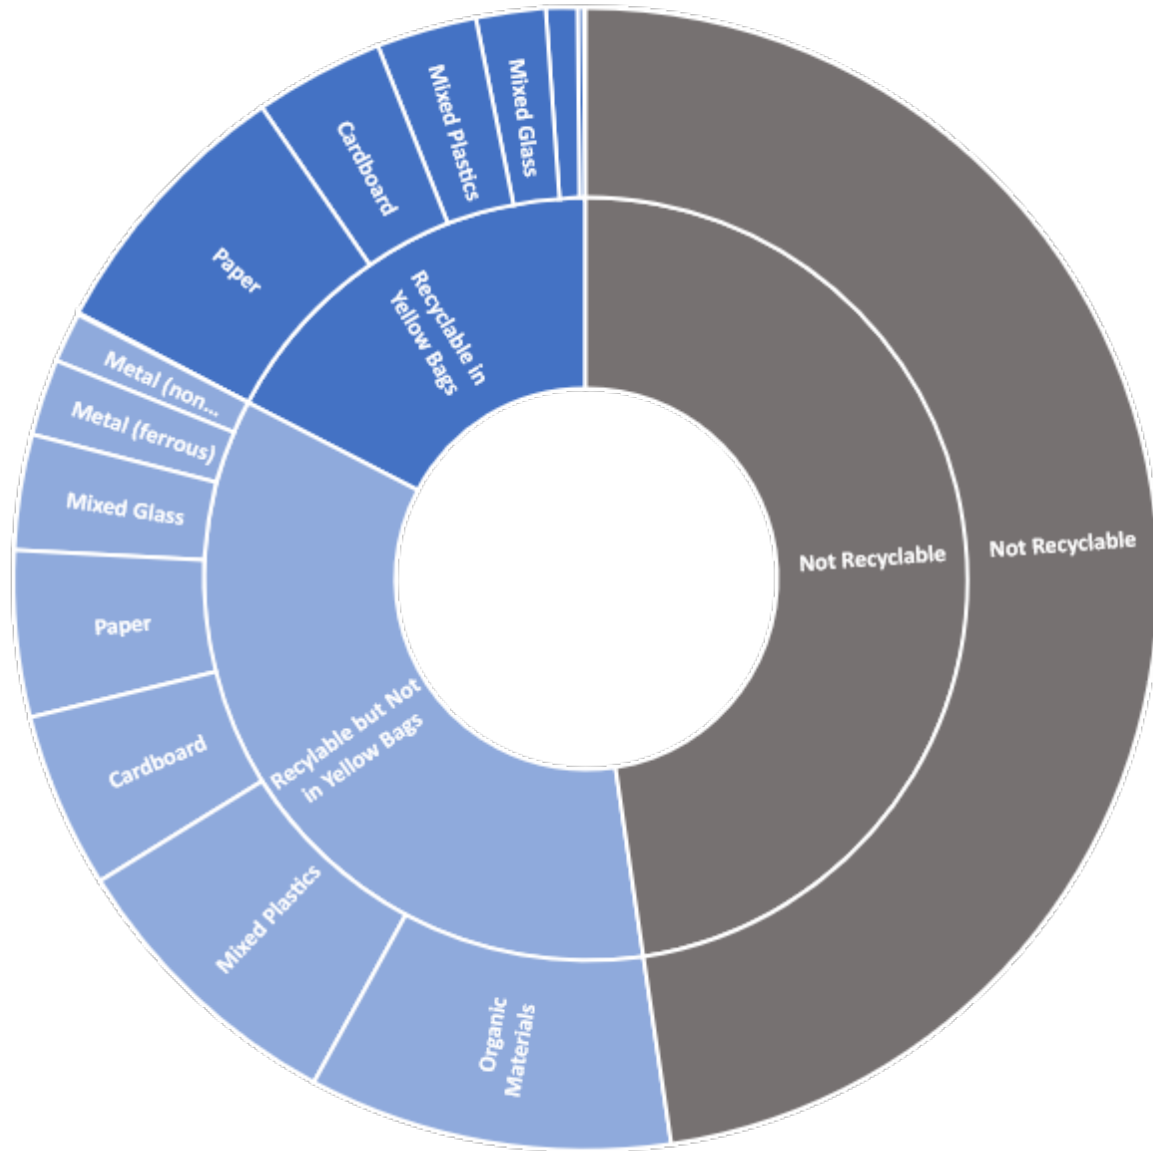 Not Recyclable
Not Recyclable
Recyclable in
Yellow Bags
Recylable but Not
in Yellow Bags
Organic
Materials
Mixed Plastics
Cardboard
Paper
Mixed Glass
Metal (ferrous)
Metal (non...
Paper
Cardboard
Mixed Plastics
Mixed Glass